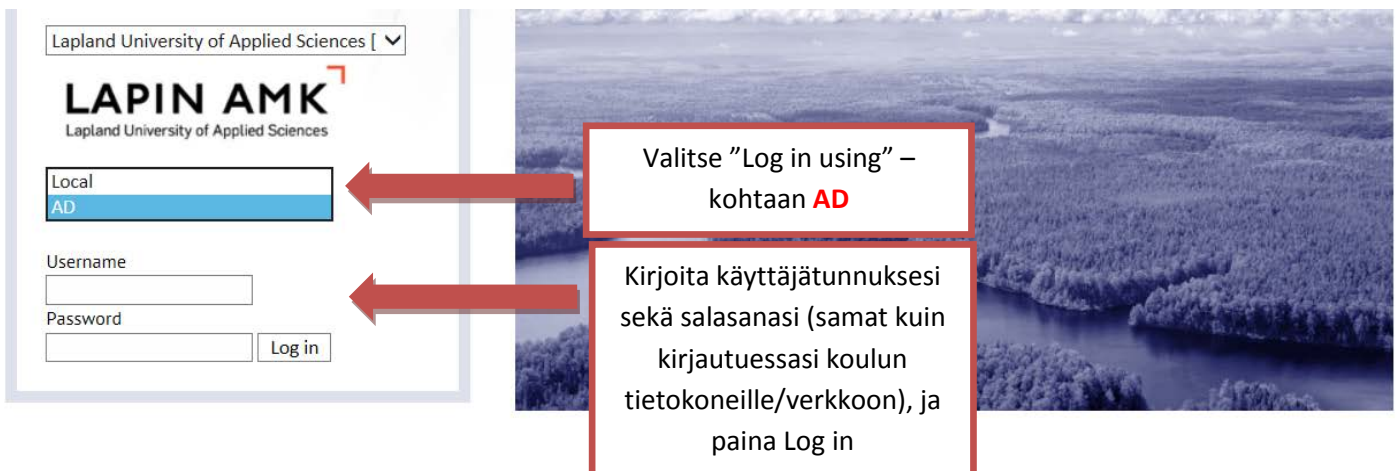 Lapland University of Applied Sciences [
LAPIN AMK
Lapland University of Applied Sciences
Local
AD
Username
Password
Log in
Valitse ”Log in using” –
kohtaan AD
Kirjoita käyttäjätunnuksesi
sekä salasanasi (samat kuin
kirjautuessasi koulun
tietokoneille/verkkoon), ja
paina Log in